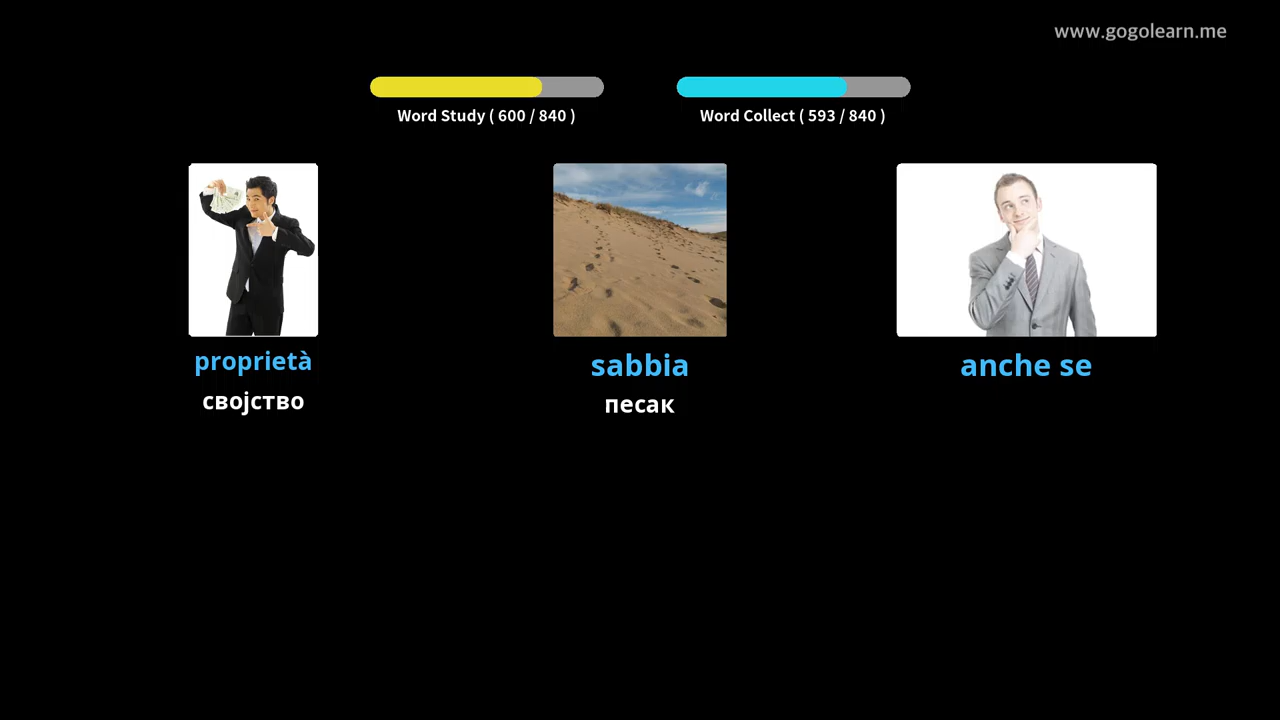 www.gogolearn.me
Word Study ( 600 / 840 )
Word Collect ( 593 / 840 )
proprietà
sabbia
anche se
својство
песак